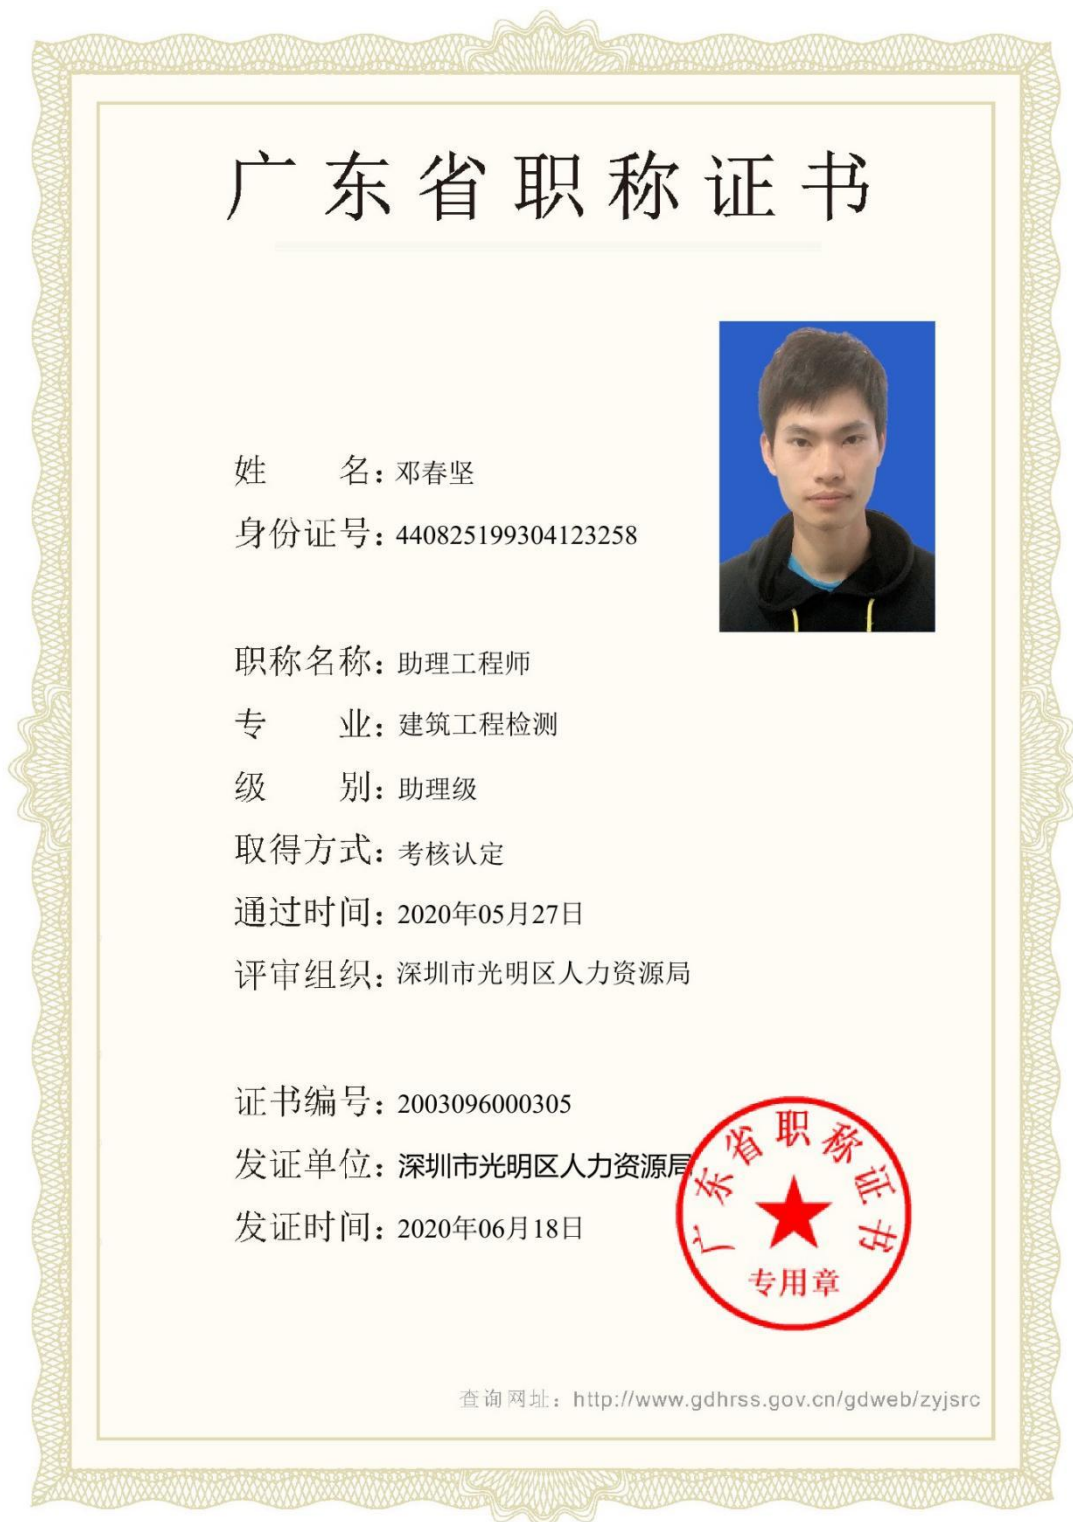 广东省职称证书
姓 名：邓春坚
身份证号：440825199304123258
职称名称：助理工程师
专 业：建筑工程检测
级 别：助理级
取得方式：考核认定
通过时间：2020年05月27日
评审组织：深圳市光明区人力资源局
证书编号：2003096000305
发证单位：深圳市光明区人力资源局
发证时间：2020年06月18日
广东省职称证书
专用章
查询网址：http://www.gdhrss.gov.cn/gdweb/zyjsrc